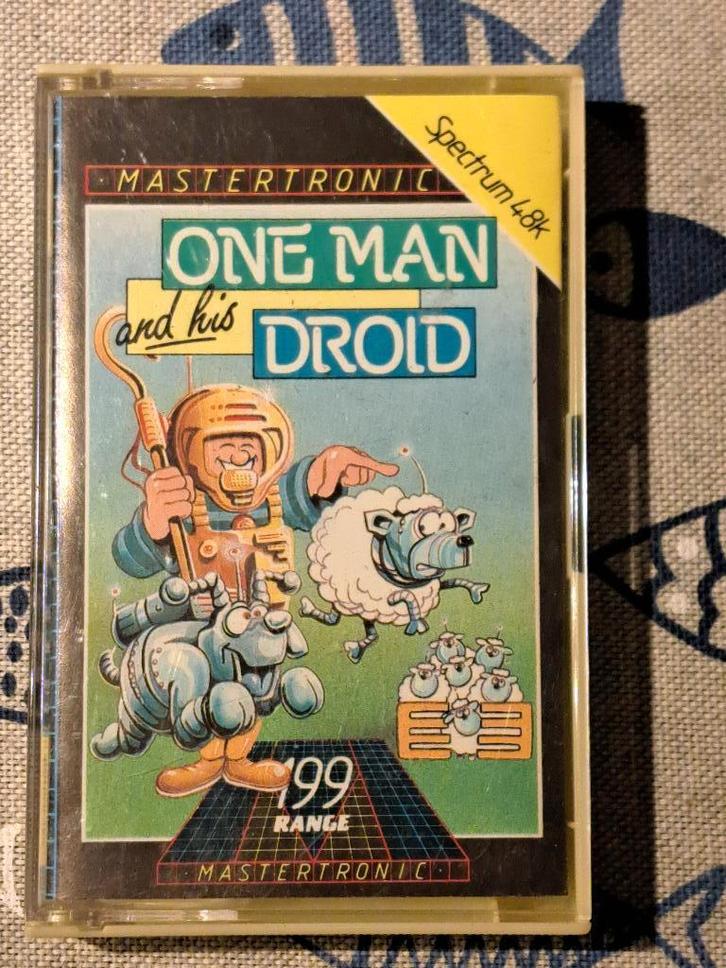 Spectrum 48k
MASTERTRONIC
ONE MAN
and his
DROID
199
RANGE
MASTERTRONIC